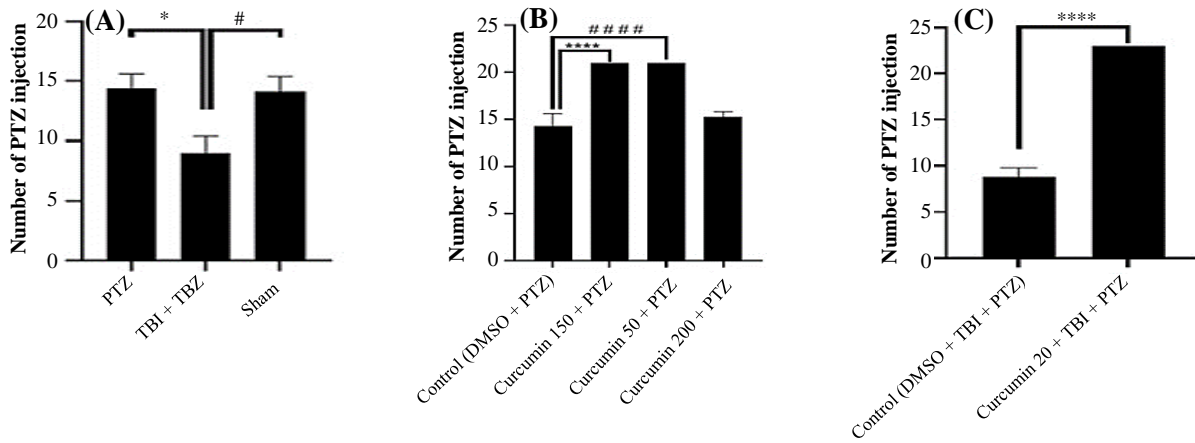 (A)
Number of PTZ injection
20
15
10
5
0
*
#
PTZ
TBI + TBZ
Sham
(B)
Number of PTZ injection
25
20
15
10
5
0
####
****
Control (DMSO + PTZ)
Curcumin 150 + PTZ
Curcumin 50 + PTZ
Curcumin 200 + PTZ
(C)
Number of PTZ injection
25
20
15
10
5
0
****
Control (DMSO + TBI + PTZ)
Curcumin 20 + TBI + PTZ